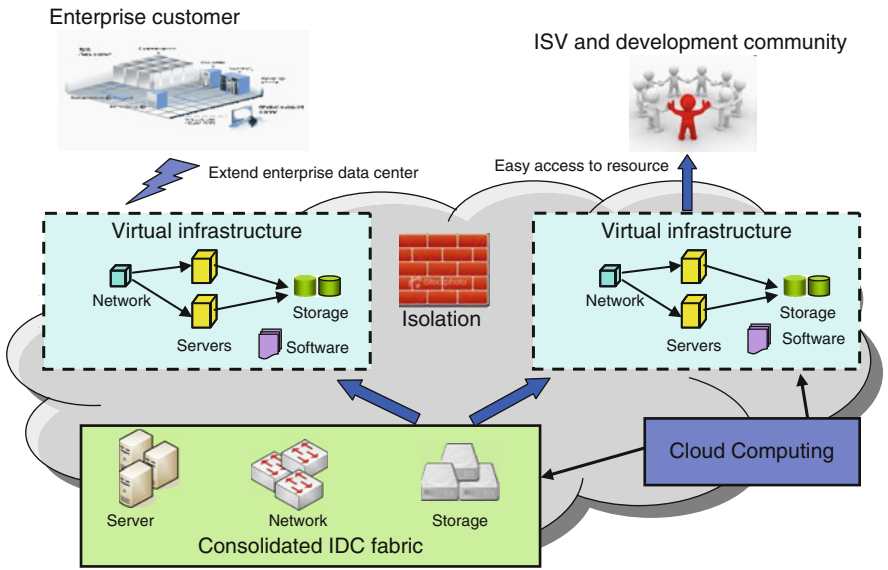 Enterprise customer
ISV and development community
Extend enterprise data center
Easy access to resource
Virtual infrastructure
Network
Servers
Storage
Software
Isolation
Virtual infrastructure
Network
Servers
Storage
Software
Cloud Computing
Server
Network
Storage
Consolidated IDC fabric